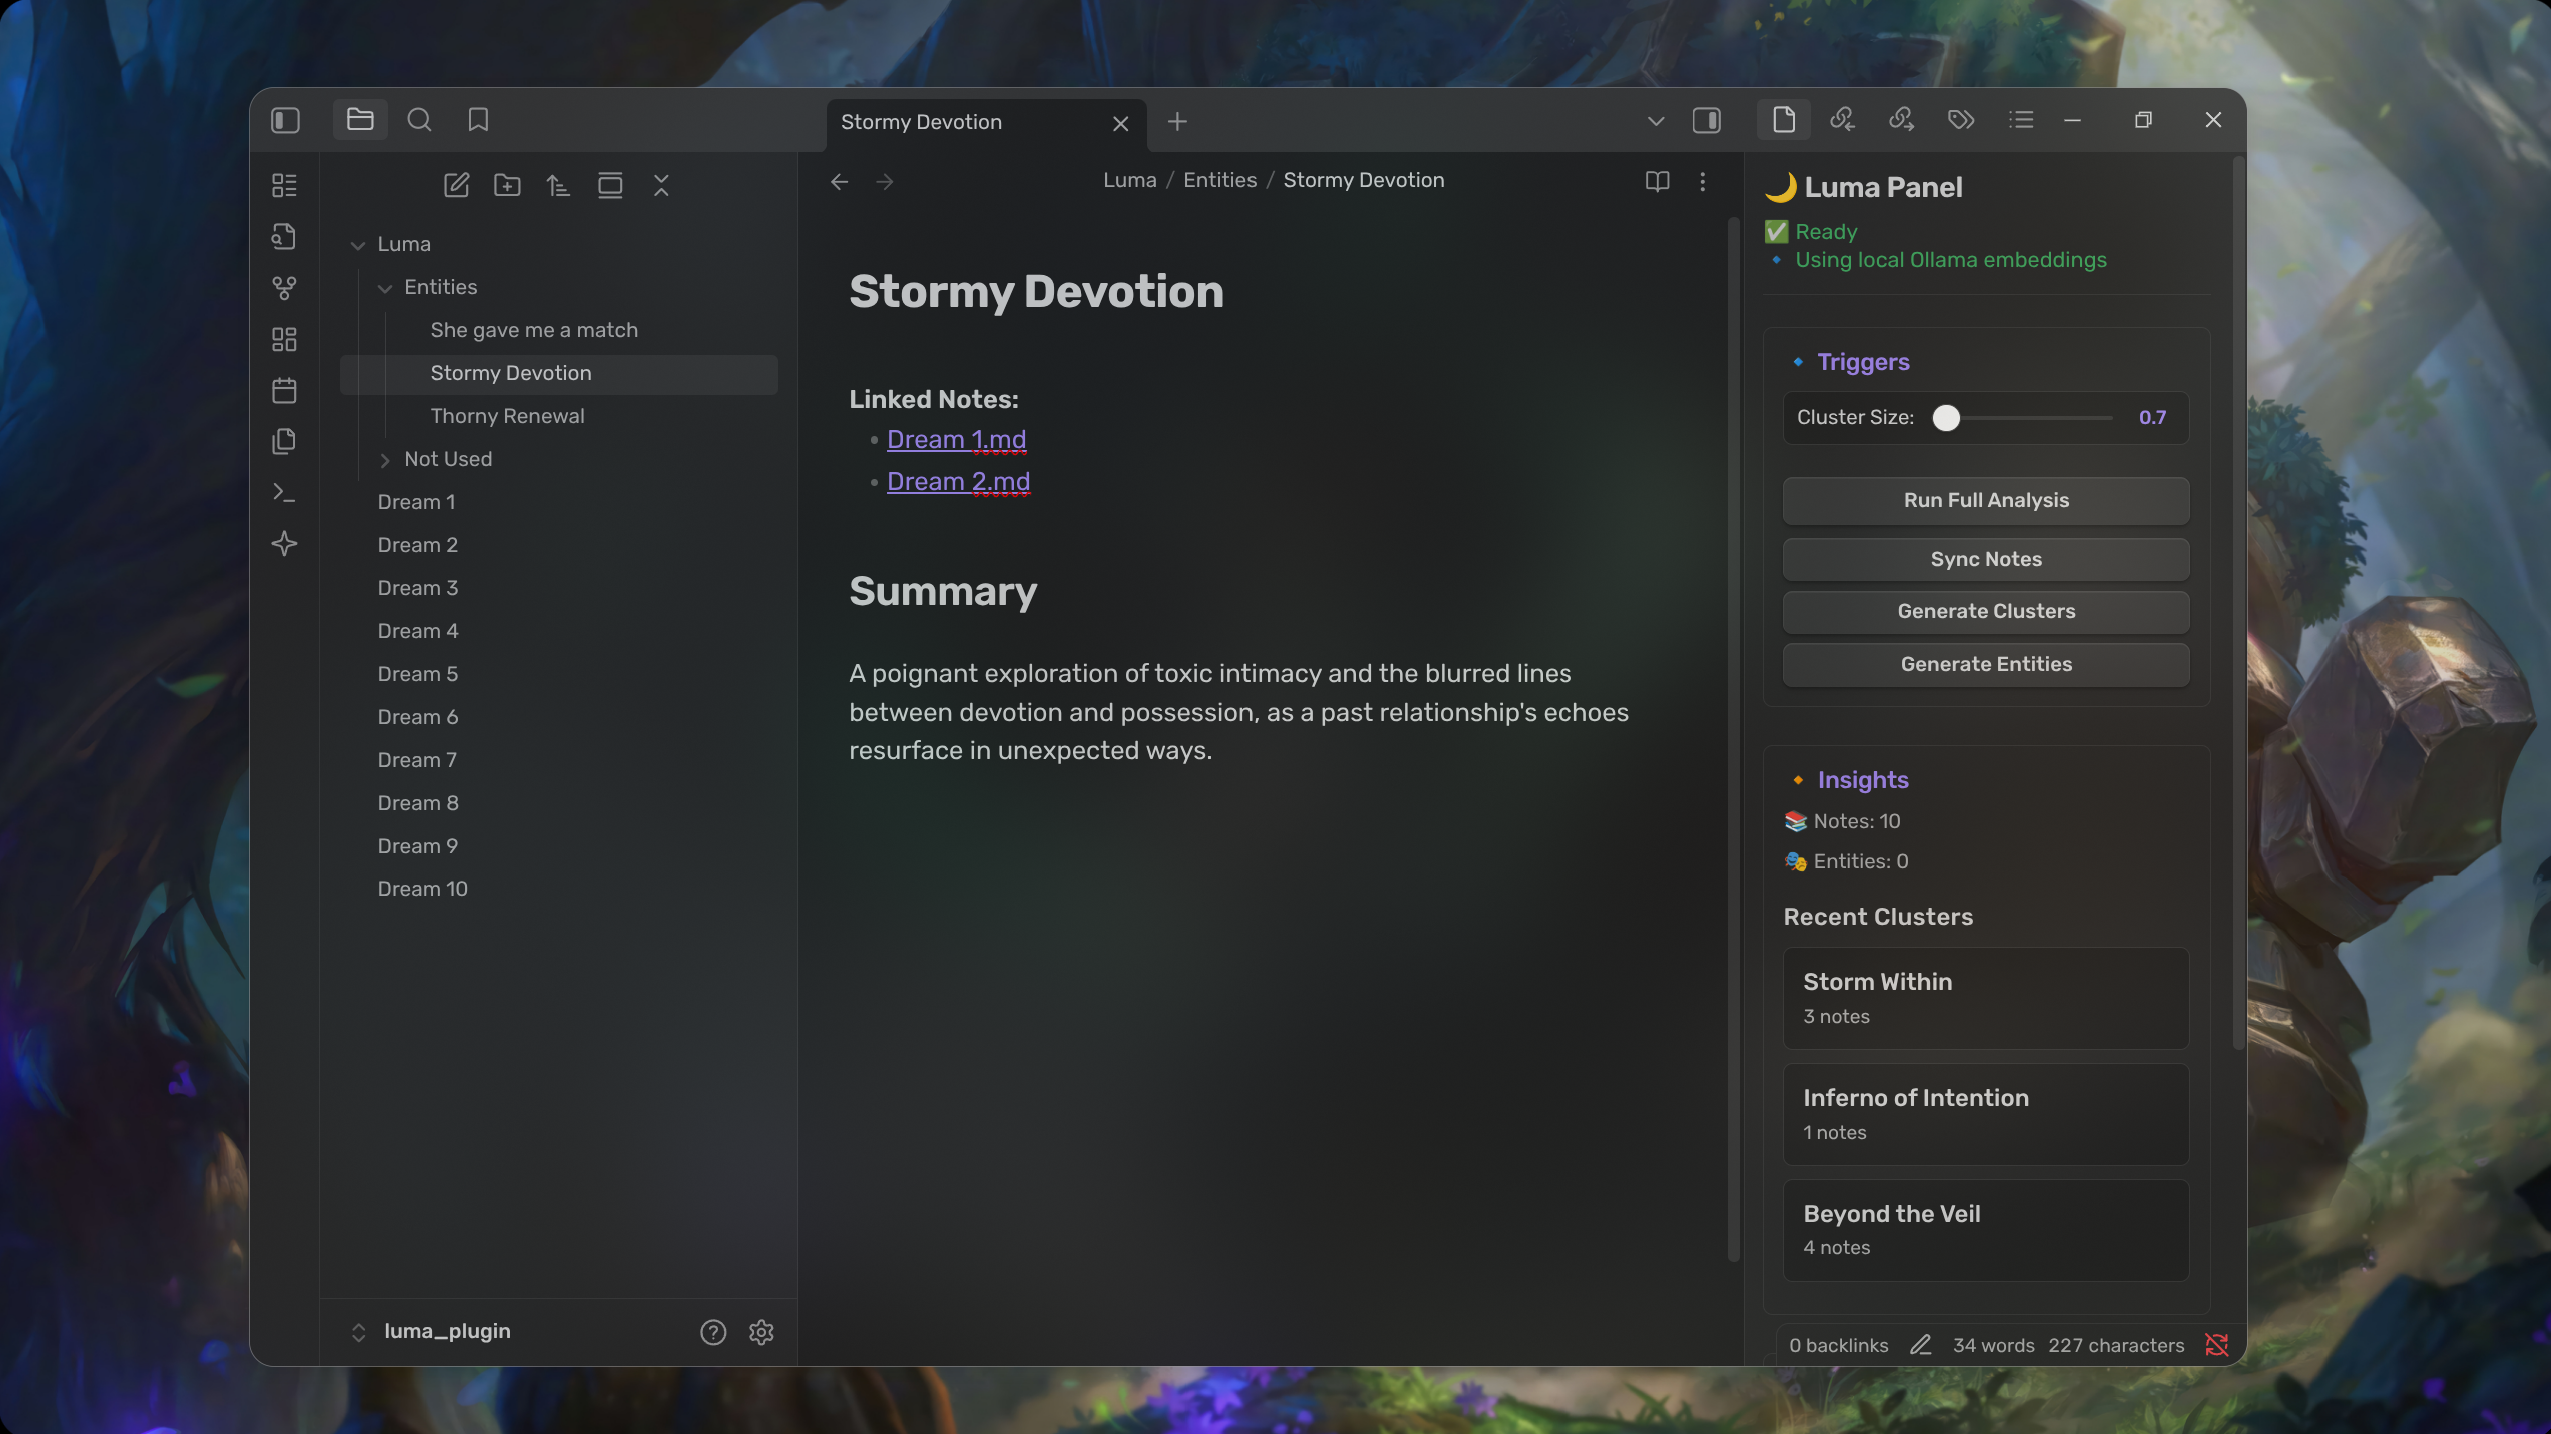 Stormy Devotion
Luma
Entities
She gave me a match
Stormy Devotion
Thorny Renewal
Not Used
Dream 1
Dream 2
Dream 3
Dream 4
Dream 5
Dream 6
Dream 7
Dream 8
Dream 9
Dream 10
luma_plugin
Luma / Entities / Stormy Devotion
Stormy Devotion
Linked Notes:
Dream 1.md
Dream 2.md
Summary
A poignant exploration of toxic intimacy and the blurred lines
between devotion and possession, as a past relationship's echoes
resurface in unexpected ways.
🌙 Luma Panel
✅ Ready
🔹 Using local Ollama embeddings
🔹 Triggers
Cluster Size: 0.7
Run Full Analysis
Sync Notes
Generate Clusters
Generate Entities
🔸 Insights
📚 Notes: 10
🎭 Entities: 0
Recent Clusters
Storm Within
3 notes
Inferno of Intention
1 notes
Beyond the Veil
4 notes
0 backlinks 34 words 227 characters